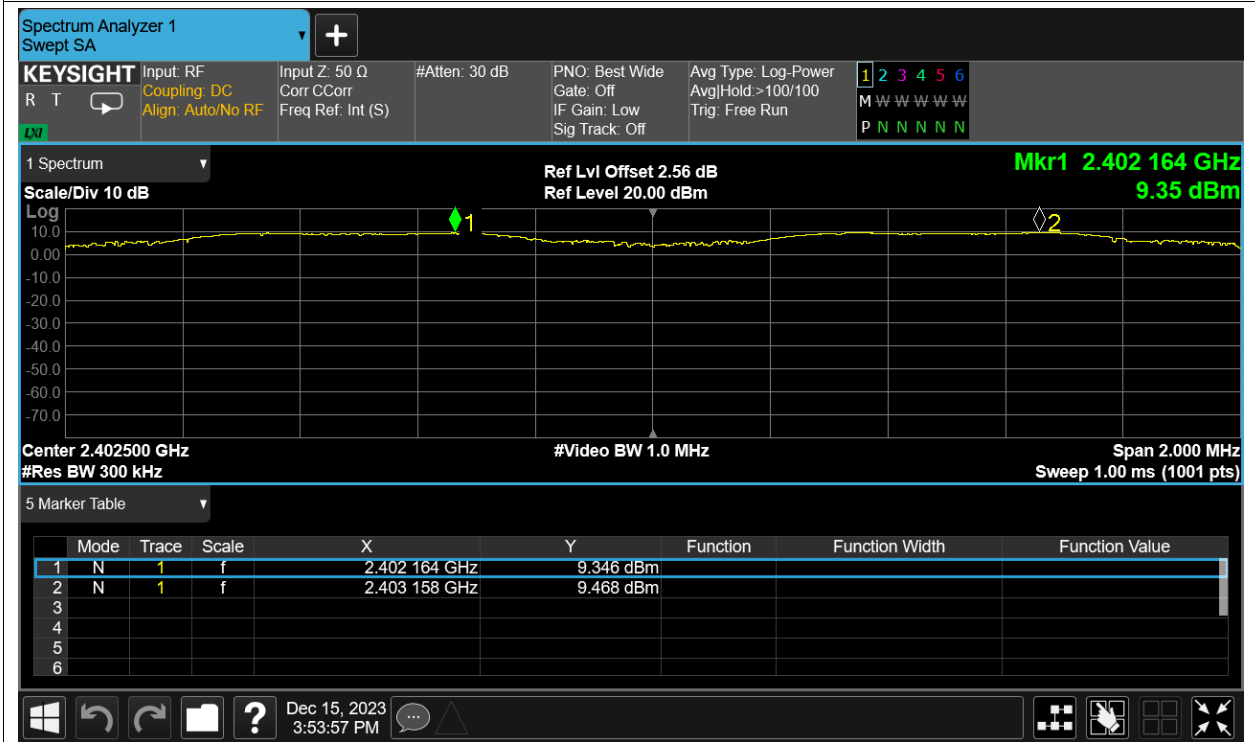 Spectrum Analyzer 1
Swept SA
+
KEYSIGHT Input: RF Input Z: 50 Ω #Atten: 30 dB PNO: Best Wide Avg Type: Log-Power 1 2 3 4 5 6
R T Coupling: DC Corr CCorr Gate: Off Avg|Hold:>100/100 M W W W W W
Align: Auto/No RF Freq Ref: Int (S) IF Gain: Low Trig: Free Run
LXI Sig Track: Off P N N N N N
1 Spectrum Ref Lvl Offset 2.56 dB Mkr1 2.402 164 GHz
Scale/Div 10 dB Ref Level 20.00 dBm 9.35 dBm
Log
1 2
10.0
0.00
-10.0
-20.0
-30.0
-40.0
-50.0
-60.0
-70.0
Center 2.402500 GHz #Video BW 1.0 MHz Span 2.000 MHz
#Res BW 300 kHz Sweep 1.00 ms (1001 pts)
5 Marker Table
Mode Trace Scale X Y Function Function Width Function Value
1 N 1 f 2.402 164 GHz 9.346 dBm
2 N 1 f 2.403 158 GHz 9.468 dBm
3
4
5
6
? Dec 15, 2023
3:53:57 PM